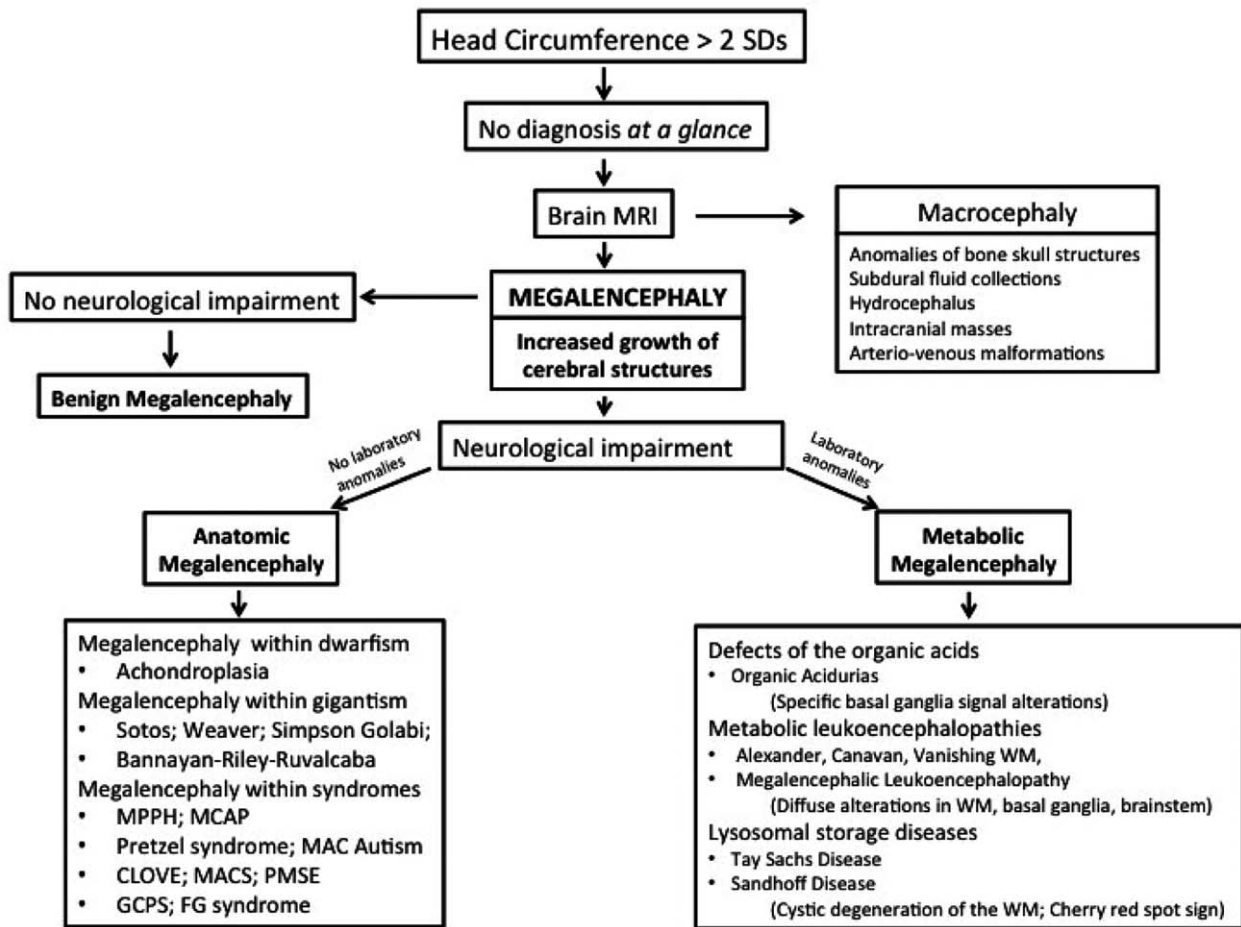 Head Circumference > 2 SDs
No diagnosis at a glance
Brain MRI
Macrocephaly
Anomalies of bone skull structures
Subdural fluid collections
Hydrocephalus
Intracranial masses
Arterio-venous malformations
No neurological impairment
Benign Megalencephaly
MEGALENCEPHALY
Increased growth of
cerebral structures
Neurological impairment
No laboratory
anomalies
Laboratory
anomalies
Anatomic
Megalencephaly
Metabolic
Megalencephaly
Megalencephaly within dwarfism
• Achondroplasia
Megalencephaly within gigantism
• Sotos; Weaver; Simpson Golabi;
• Bannayan-Riley-Ruvalcaba
Megalencephaly within syndromes
• MPPH; MCAP
• Pretzel syndrome; MAC Autism
• CLOVE; MACS; PMSE
• GCPS; FG syndrome
Defects of the organic acids
• Organic Acidurias
(Specific basal ganglia signal alterations)
Metabolic leukoencephalopathies
• Alexander, Canavan, Vanishing WM,
• Megalencephalic Leukoencephalopathy
(Diffuse alterations in WM, basal ganglia, brainstem)
Lysosomal storage diseases
• Tay Sachs Disease
• Sandhoff Disease
(Cystic degeneration of the WM; Cherry red spot sign)